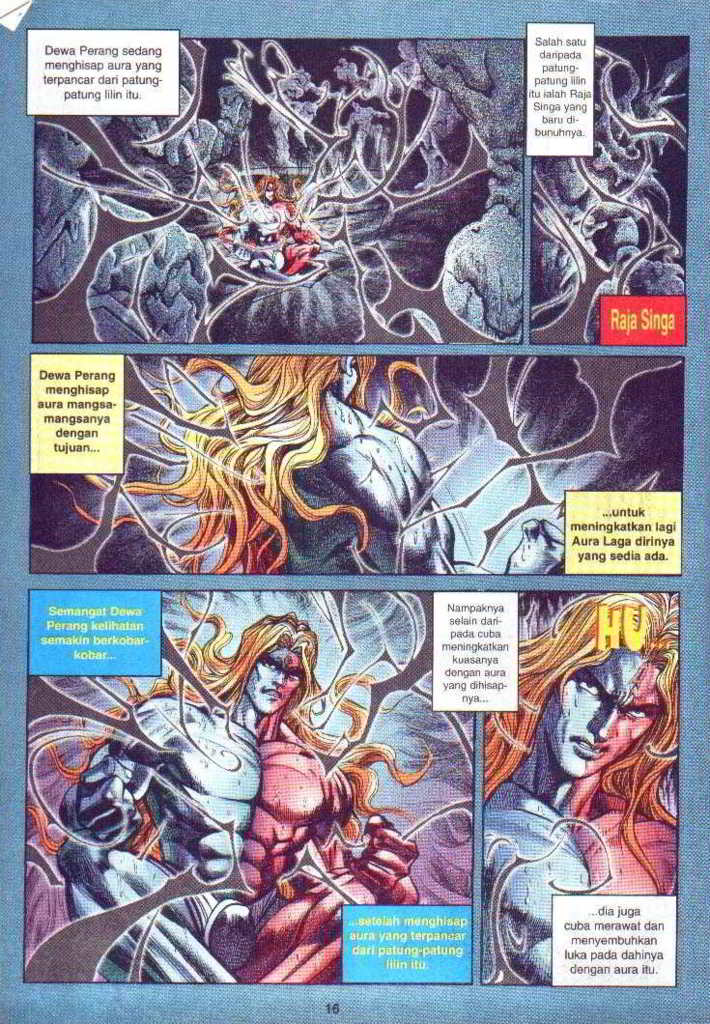 Dewa Perang sedang
menghisap aura yang
terpancar dari patung-
patung lilin itu.
Salah satu
daripada
patung-
patung lilin
itu ialah Raja
Singa yang
baru di-
bunuhnya.
Raja Singa
Dewa Perang
menghisap
aura mangsa-
mangsanya
dengan
tujuan...
...untuk
meningkatkan lagi
Aura Laga dirinya
yang sedia ada.
Semangat Dewa
Perang kelihatan
semakin berkobar-
kobar...
...setelah menghisap
aura yang terpancar
dari patung-patung
lilin itu.
Nampaknya
selain dari-
pada cuba
meningkatkan
kuasanya
dengan aura
yang dihisap-
nya...
HU
...dia juga
cuba merawat dan
menyembuhkan
luka pada dahinya
dengan aura itu.
16